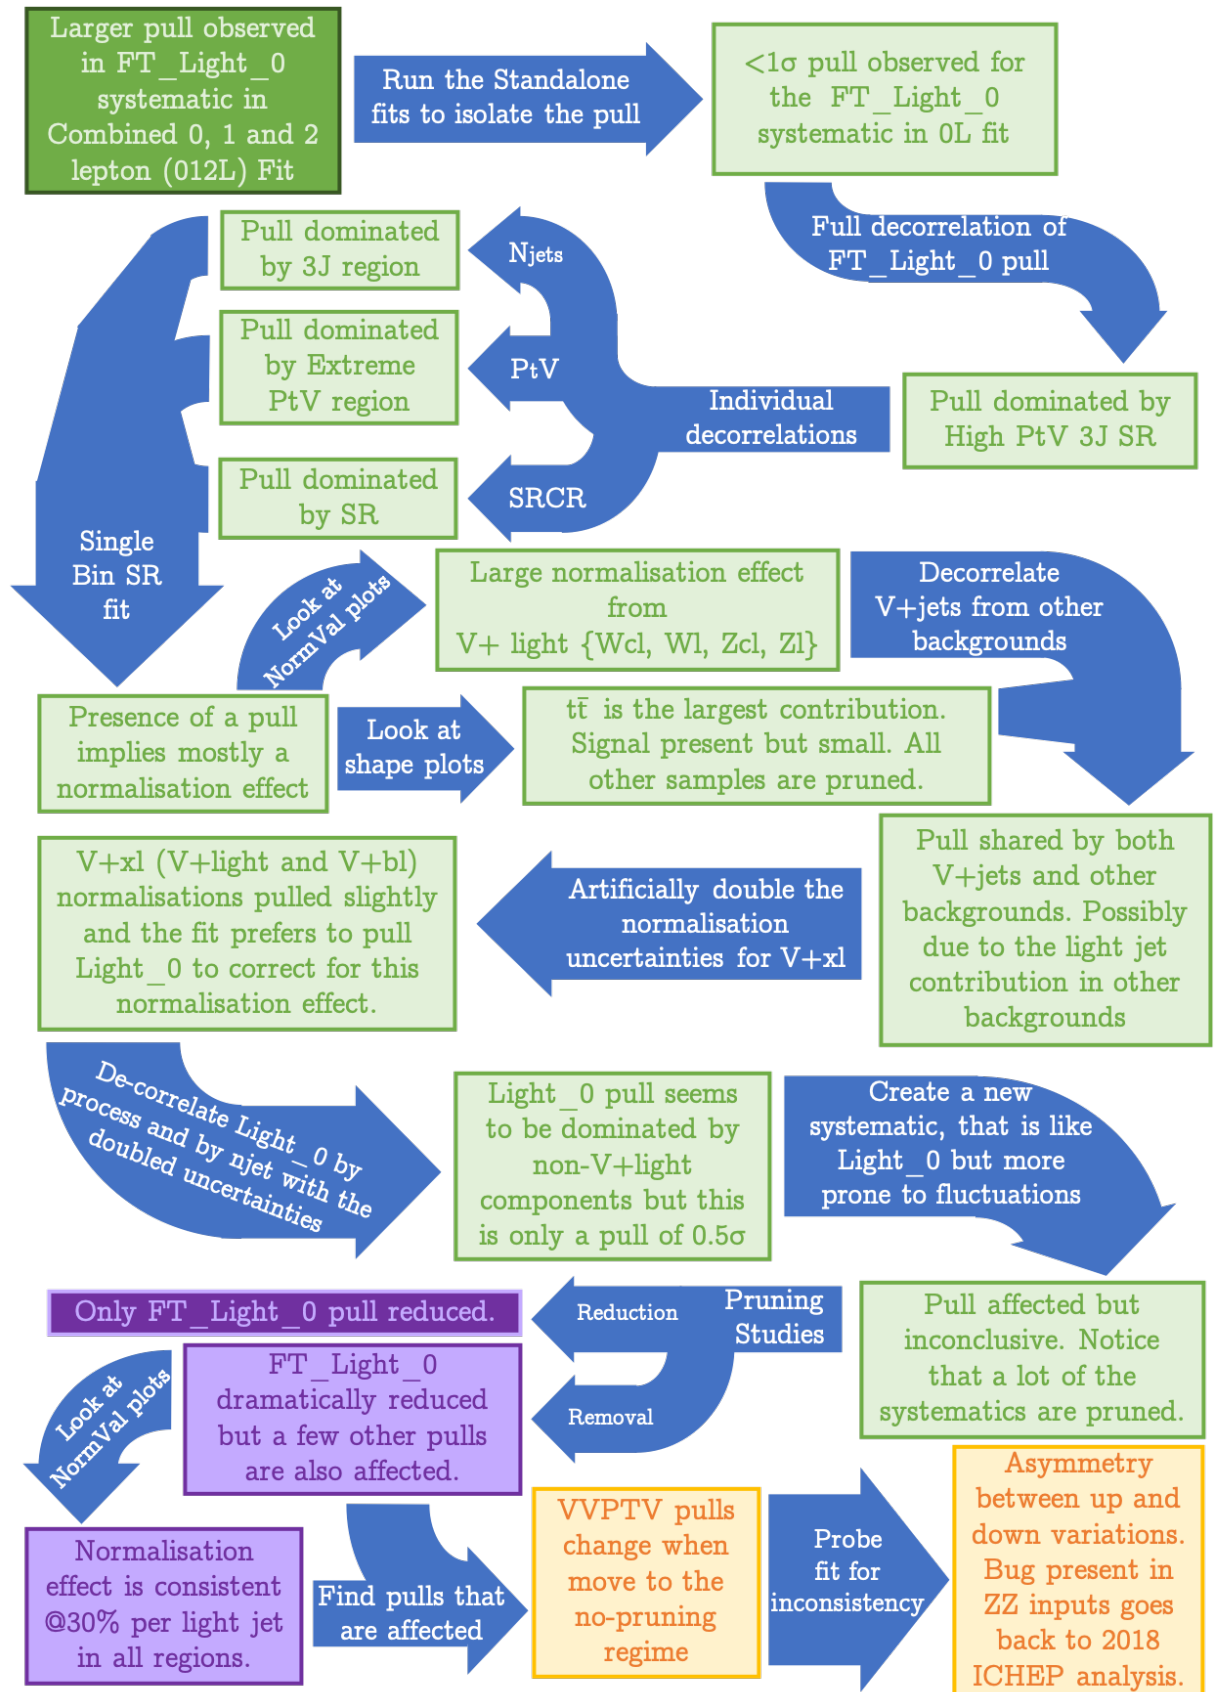 Larger pull observed
in FT_Light_0
systematic in
Combined 0, 1 and 2
lepton (012L) Fit
Run the Standalone
fits to isolate the pull
<1σ pull observed for
the FT_Light_0
systematic in 0L fit
Full decorrelation of
FT_Light_0 pull
Pull dominated by
High PtV 3J SR
Individual
decorrelations
Njets
PtV
SRCR
Pull dominated
by 3J region
Pull dominated
by Extreme
PtV region
Pull dominated
by SR
Single
Bin SR
fit
Presence of a pull
implies mostly a
normalisation effect
Look at
NormVal plots
Large normalisation effect
from
V+ light {Wcl, Wl, Zcl, Zl}
Look at
shape plots
tt̄ is the largest contribution.
Signal present but small. All
other samples are pruned.
Decorrelate
V+jets from other
backgrounds
Pull shared by both
V+jets and other
backgrounds. Possibly
due to the light jet
contribution in other
backgrounds
Artificially double the
normalisation
uncertainties for V+xl
V+xl (V+light and V+bl)
normalisations pulled slightly
and the fit prefers to pull
Light_0 to correct for this
normalisation effect.
De-correlate Light_0 by
process and by njet with the
doubled uncertainties
Light_0 pull seems
to be dominated by
non-V+light
components but this
is only a pull of 0.5σ
Create a new
systematic, that is like
Light_0 but more
prone to fluctuations
Pull affected but
inconclusive. Notice
that a lot of the
systematics are pruned.
Pruning
Studies
Reduction
Removal
Only FT_Light_0 pull reduced.
FT_Light_0
dramatically reduced
but a few other pulls
are also affected.
Look at
NormVal plots
Normalisation
effect is consistent
@30% per light jet
in all regions.
Find pulls that
are affected
VVPTV pulls
change when
move to the
no-pruning
regime
Probe
fit for
inconsistency
Asymmetry
between up and
down variations.
Bug present in
ZZ inputs goes
back to 2018
ICHEP analysis.